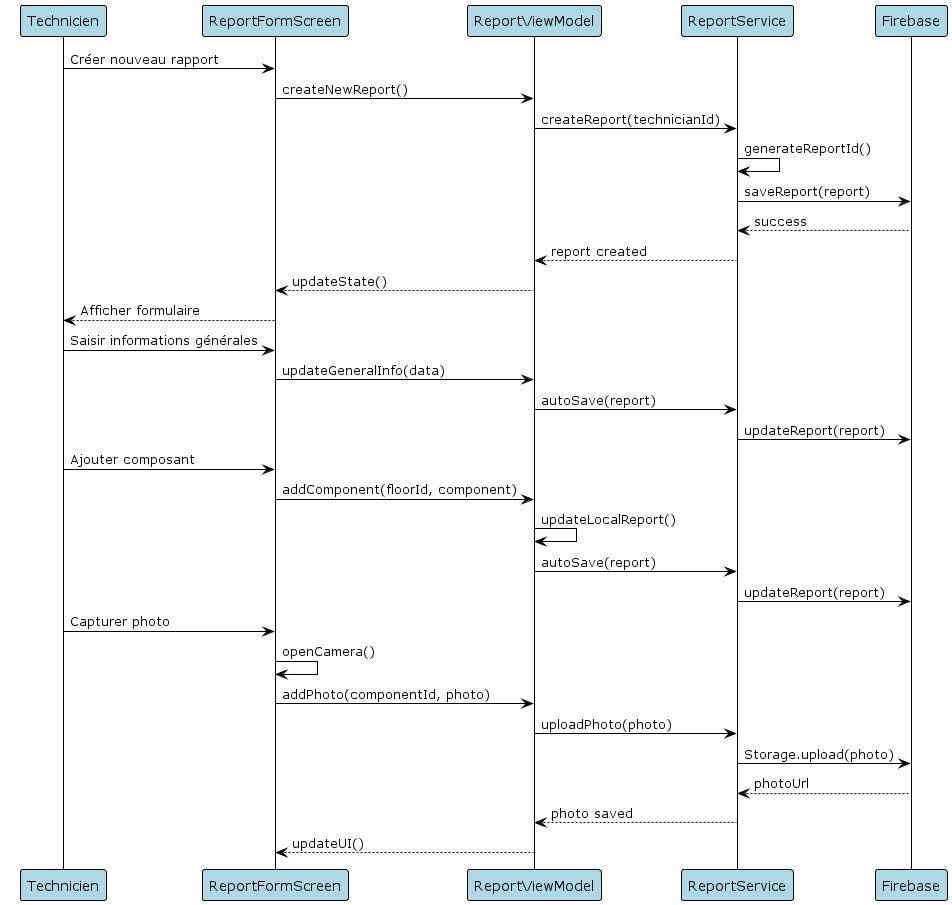 Technicien ReportFormScreen ReportViewModel ReportService Firebase
Créer nouveau rapport
createNewReport()
createReport(technicianId)
generateReportId()
saveReport(report)
success
report created
updateState()
Afficher formulaire
Saisir informations générales
updateGeneralInfo(data)
autoSave(report)
updateReport(report)
Ajouter composant
addComponent(floorId, component)
updateLocalReport()
autoSave(report)
updateReport(report)
Capturer photo
openCamera()
addPhoto(componentId, photo)
uploadPhoto(photo)
Storage.upload(photo)
photoUrl
photo saved
updateUI()
Technicien ReportFormScreen ReportViewModel ReportService Firebase